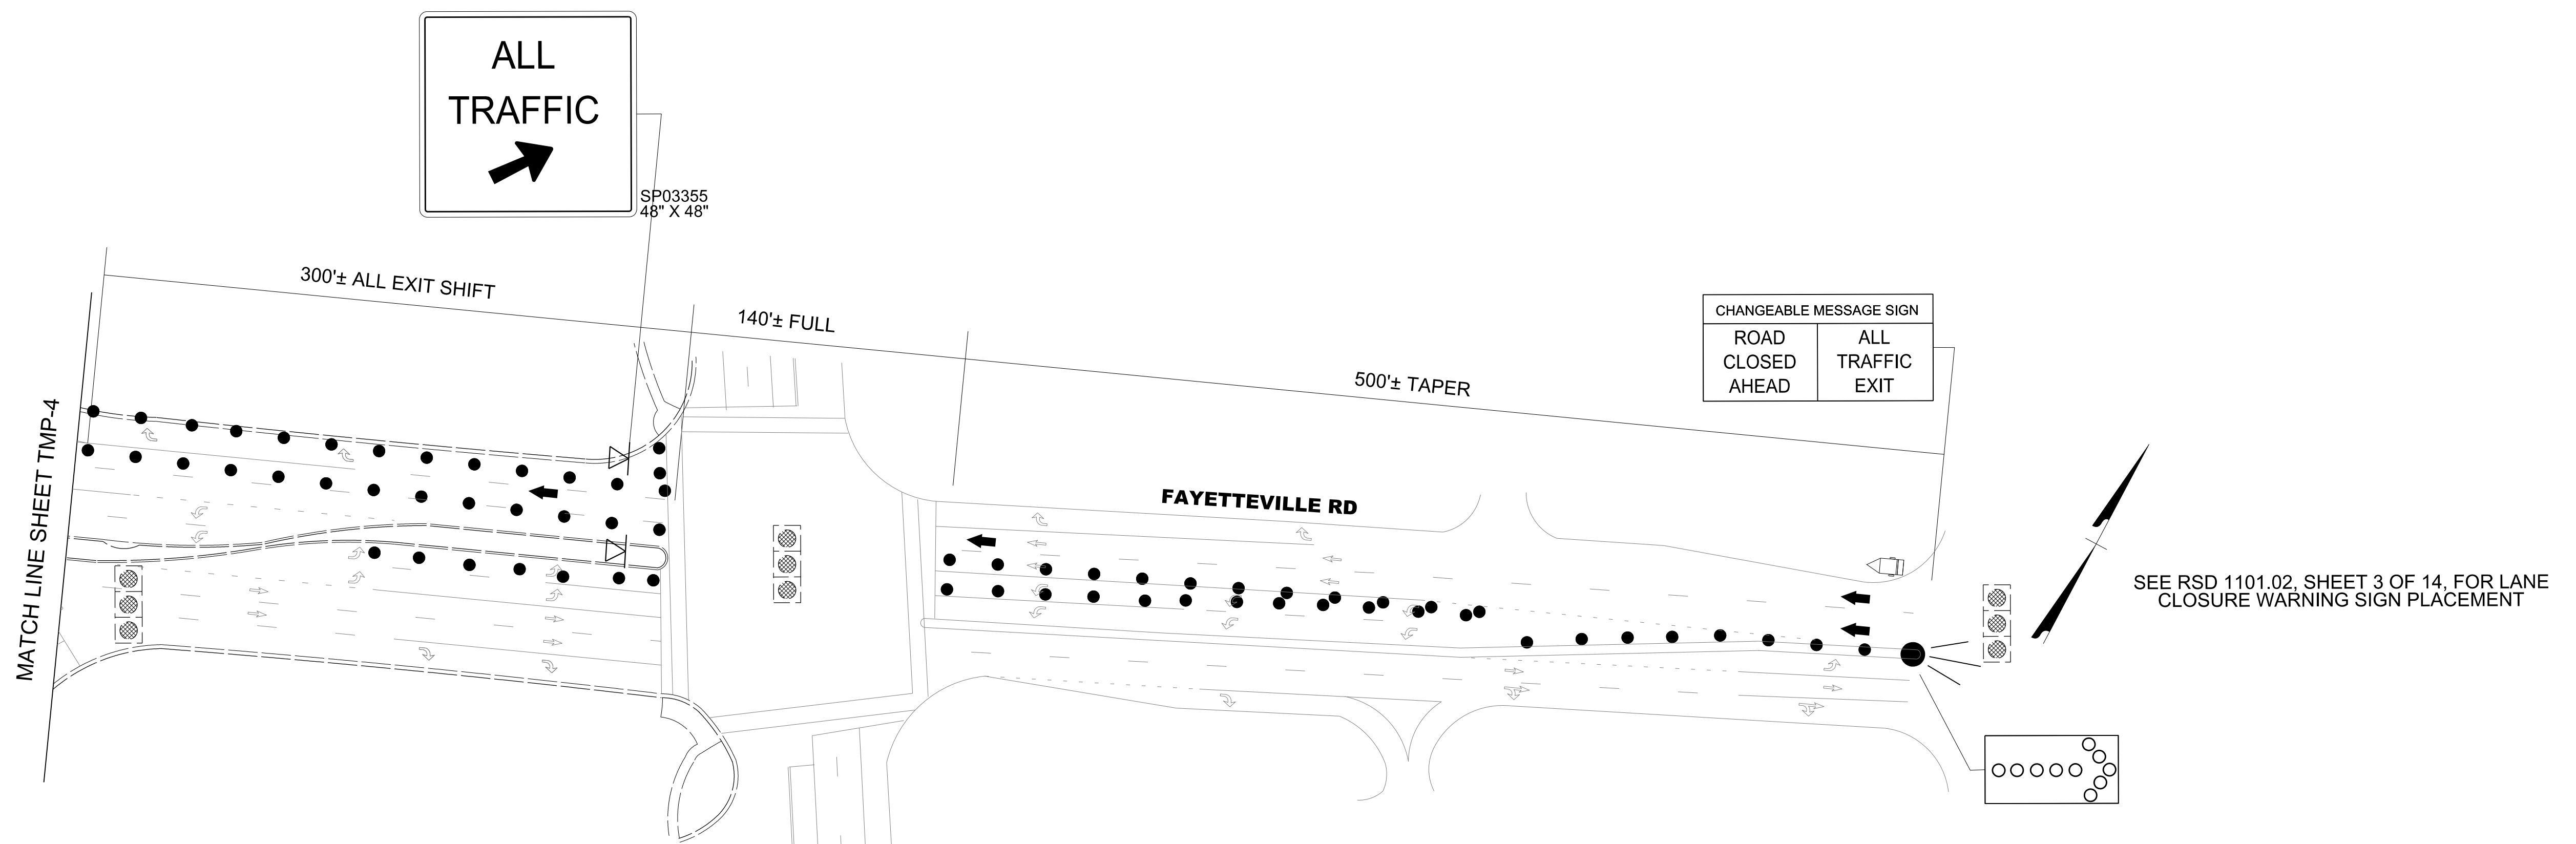 ALL
TRAFFIC
SP03355
48" X 48"
300'± ALL EXIT SHIFT
140'± FULL
500'± TAPER
CHANGEABLE MESSAGE SIGN
ROAD
CLOSED
AHEAD
ALL
TRAFFIC
EXIT
MATCH LINE SHEET TMP-4
FAYETTEVILLE RD
SEE RSD 1101.02, SHEET 3 OF 14, FOR LANE
CLOSURE WARNING SIGN PLACEMENT